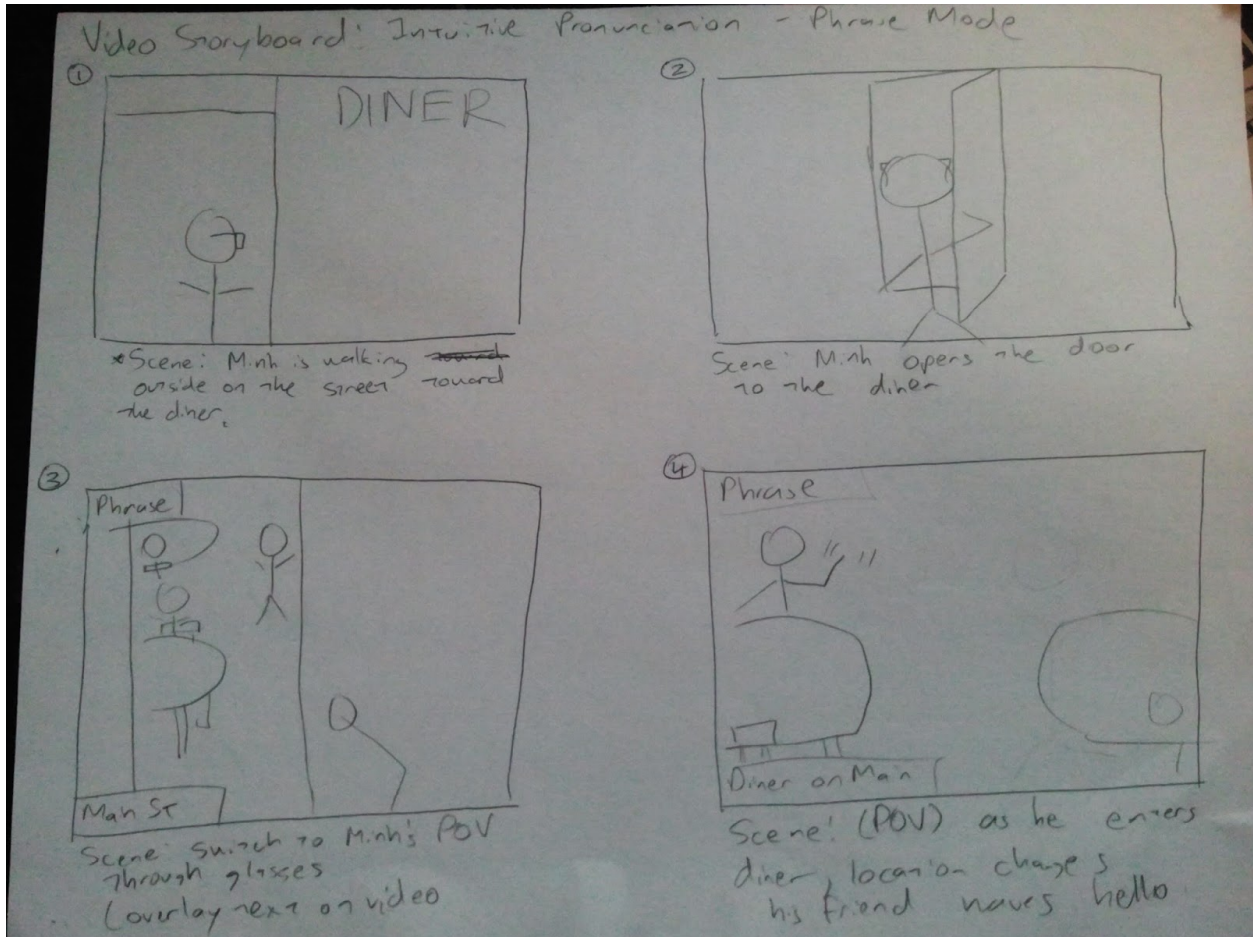 Video Storyboard: Intuitive Pronunciation - Phrase Mode
①
DINER
*Scene: Minh is walking toward
outside on the street toward
the diner.
②
Scene: Minh opens the door
to the diner
③
Phrase
Main St
Scene: switch to Minh's POV
through glasses
(overlay text on video
④
Phrase
Diner on Main
Scene: (POV) as he enters
diner, location changes
his friend waves hello